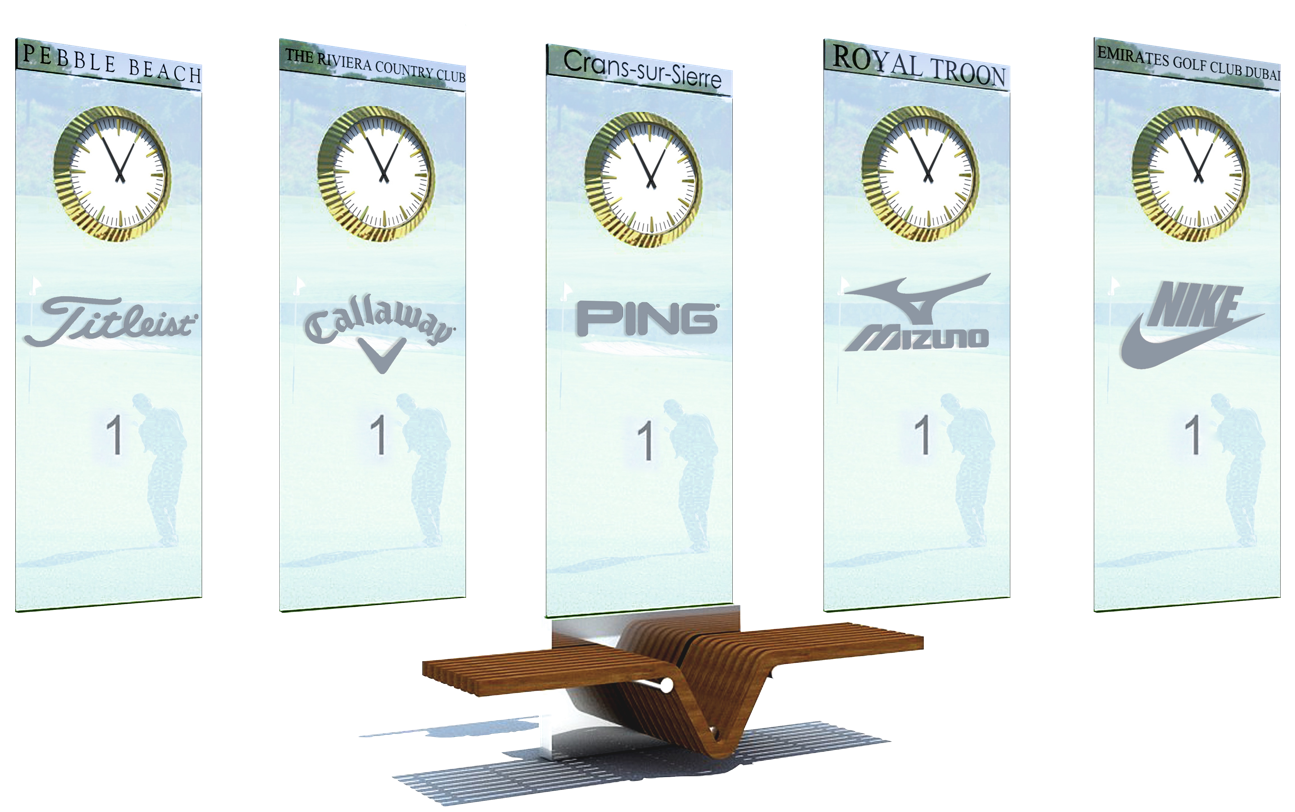 PEBBLE BEACH
Titleist
1
THE RIVIERA COUNTRY CLUB
Callaway
1
Crans-sur-Sierre
PING
1
ROYAL TROON
MIZUNO
1
EMIRATES GOLF CLUB DUBAI
NIKE
1